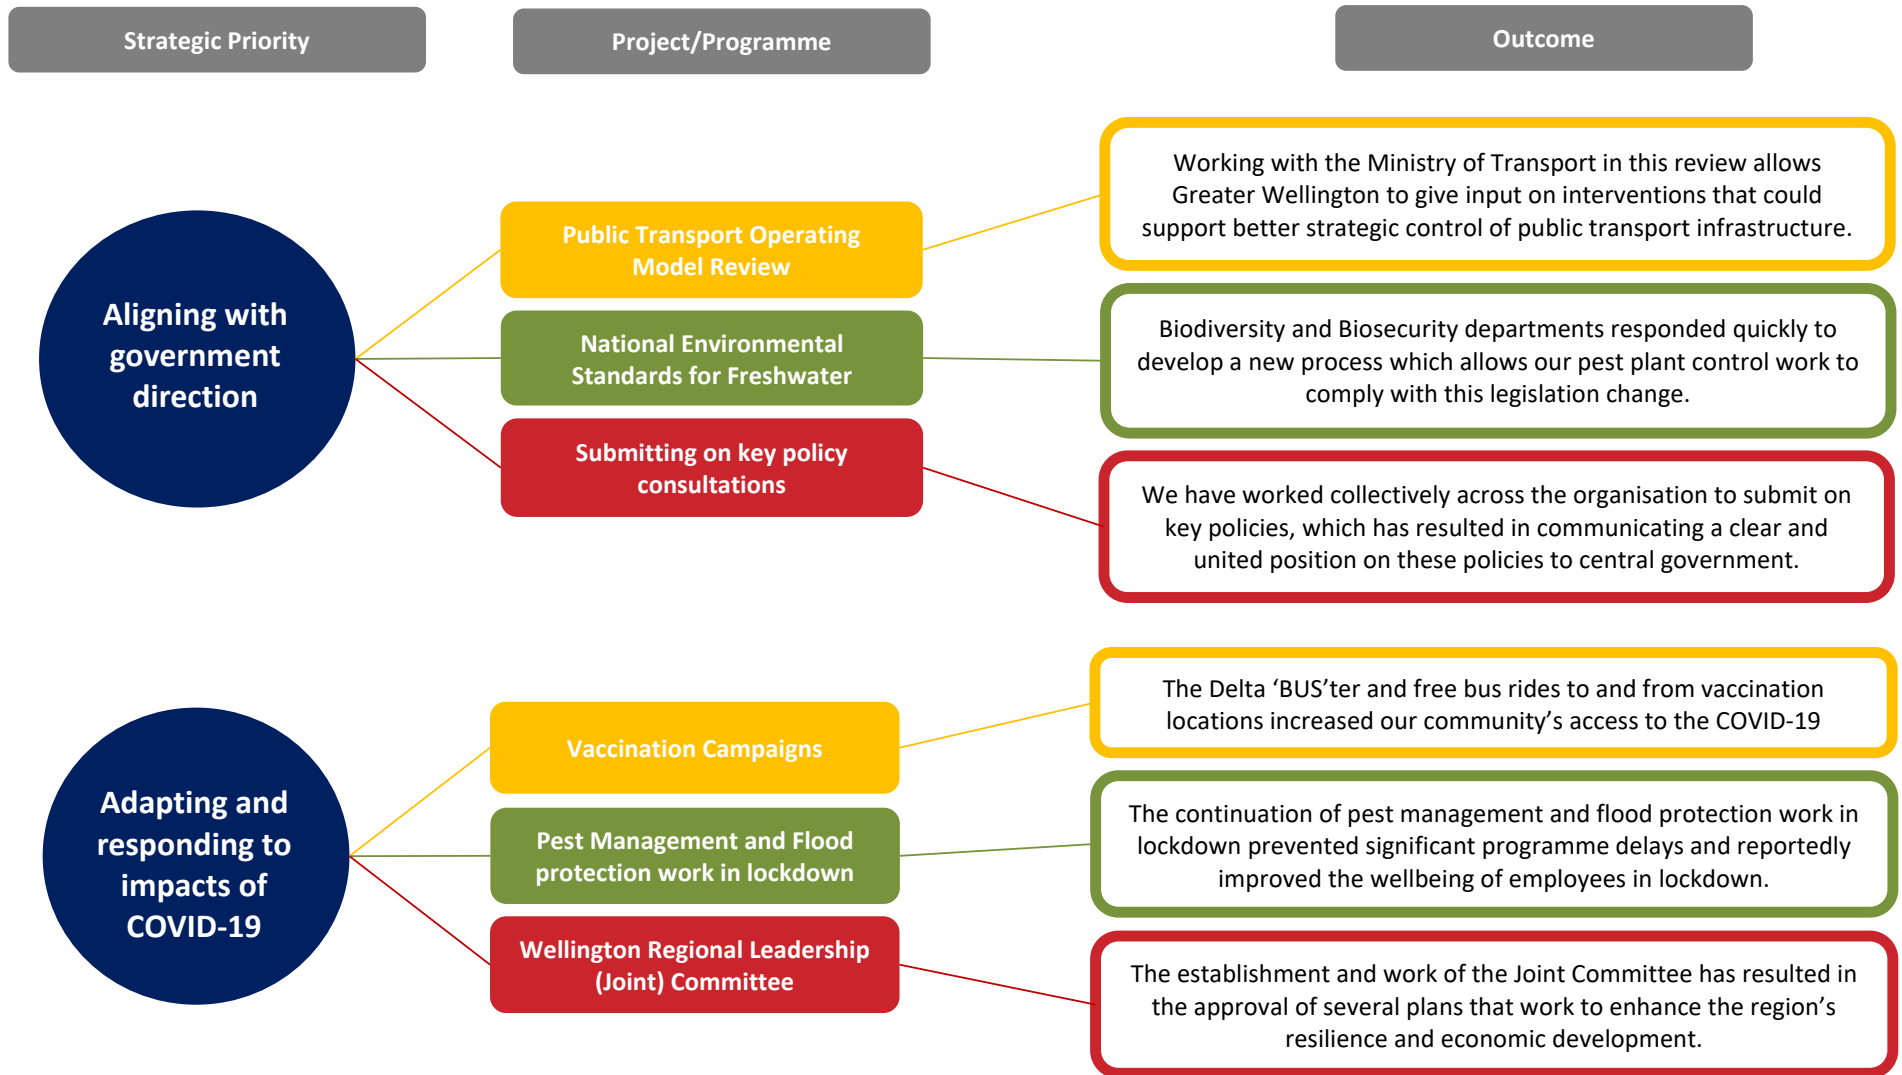 Strategic Priority
Project/Programme
Outcome
Aligning with
government
direction
Public Transport Operating
Model Review
Working with the Ministry of Transport in this review allows
Greater Wellington to give input on interventions that could
support better strategic control of public transport infrastructure.
National Environmental
Standards for Freshwater
Biodiversity and Biosecurity departments responded quickly to
develop a new process which allows our pest plant control work to
comply with this legislation change.
Submitting on key policy
consultations
We have worked collectively across the organisation to submit on
key policies, which has resulted in communicating a clear and
united position on these policies to central government.
Adapting and
responding to
impacts of
COVID-19
Vaccination Campaigns
The Delta ‘BUS’ter and free bus rides to and from vaccination
locations increased our community’s access to the COVID-19
Pest Management and Flood
protection work in lockdown
The continuation of pest management and flood protection work in
lockdown prevented significant programme delays and reportedly
improved the wellbeing of employees in lockdown.
Wellington Regional Leadership
(Joint) Committee
The establishment and work of the Joint Committee has resulted in
the approval of several plans that work to enhance the region’s
resilience and economic development.